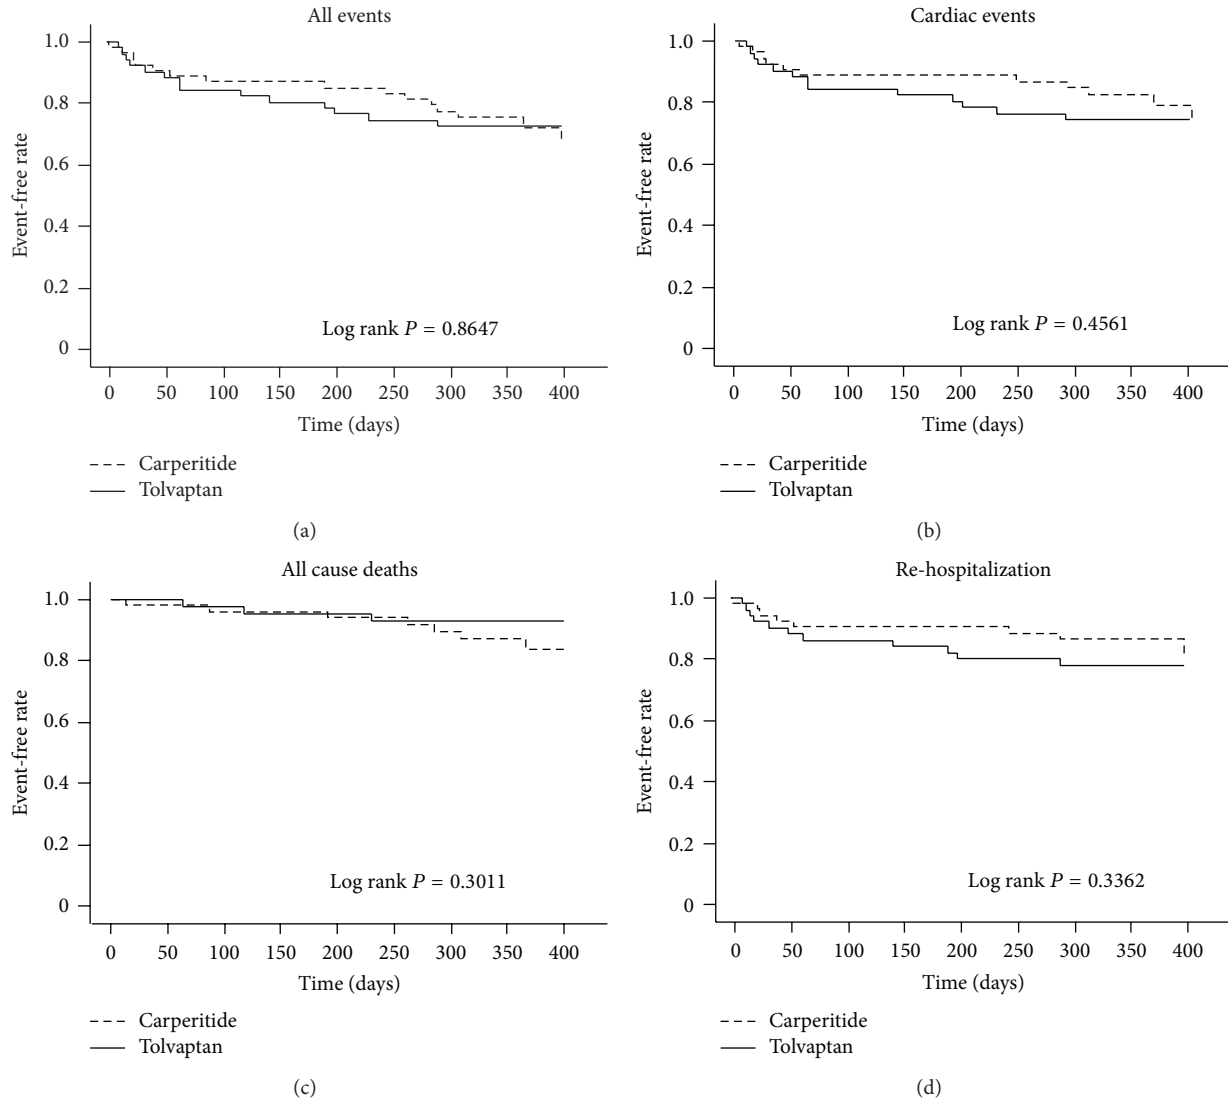 All events
1.0
0.8
0.6
0.4
0.2
0
Event-free rate
Log rank P = 0.8647
0 50 100 150 200 250 300 350 400
Time (days)
Carperitide
Tolvaptan
(a)
Cardiac events
1.0
0.8
0.6
0.4
0.2
0
Event-free rate
Log rank P = 0.4561
0 50 100 150 200 250 300 350 400
Time (days)
Carperitide
Tolvaptan
(b)
All cause deaths
1.0
0.8
0.6
0.4
0.2
0
Event-free rate
Log rank P = 0.3011
0 50 100 150 200 250 300 350 400
Time (days)
Carperitide
Tolvaptan
(c)
Re-hospitalization
1.0
0.8
0.6
0.4
0.2
0
Event-free rate
Log rank P = 0.3362
0 50 100 150 200 250 300 350 400
Time (days)
Carperitide
Tolvaptan
(d)